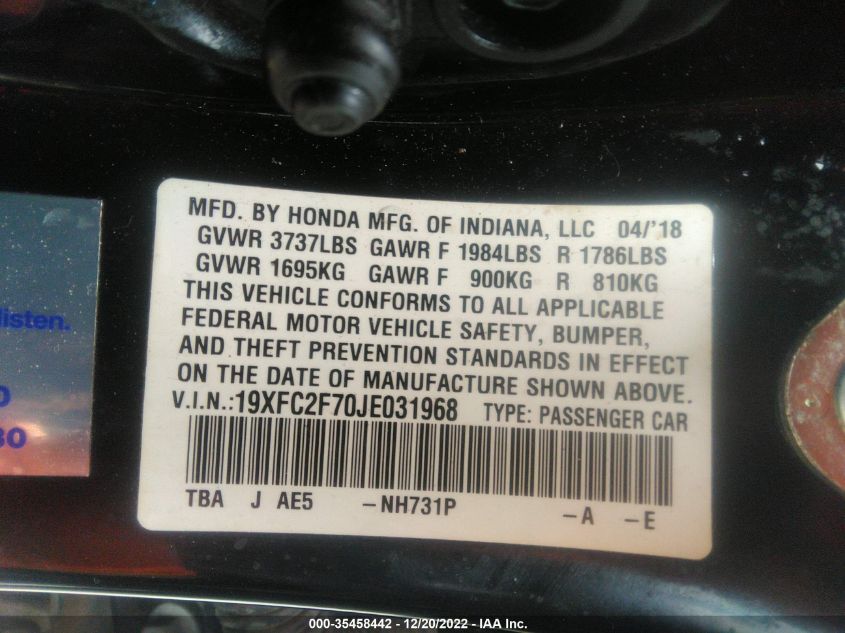 MFD. BY HONDA MFG. OF INDIANA, LLC 04/'18
GVWR 3737LBS GAWR F 1984LBS R 1786LBS
GVWR 1695KG GAWR F 900KG R 810KG
THIS VEHICLE CONFORMS TO ALL APPLICABLE
FEDERAL MOTOR VEHICLE SAFETY, BUMPER,
AND THEFT PREVENTION STANDARDS IN EFFECT
ON THE DATE OF MANUFACTURE SHOWN ABOVE.
V.I.N.:19XFC2F70JE031968 TYPE: PASSENGER CAR
TBA J AE5 -NH731P -A -E
listen.
0
30
000-35458442 - 12/20/2022 - IAA Inc.